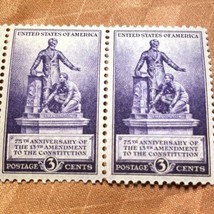 UNITED STATES OF AMERICA
75TH ANNIVERSARY OF
THE 13TH AMENDMENT
TO THE CONSTITUTION
POSTAGE 3 CENTS
UNITED STATES OF AMERICA
75TH ANNIVERSARY OF
THE 13TH AMENDMENT
TO THE CONSTITUTION
POSTAGE 3 CENTS